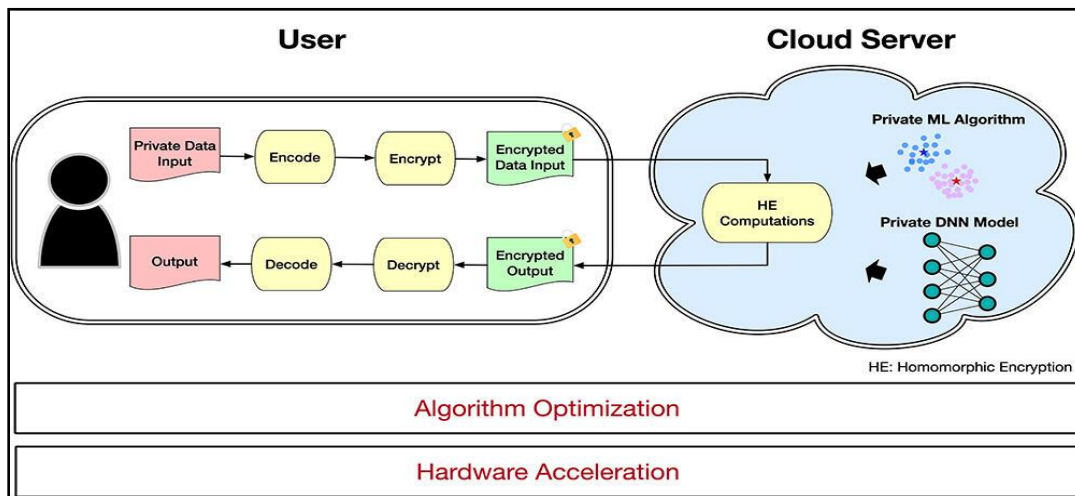 User
Cloud Server
Private Data
Input
Encode
Encrypt
Encrypted
Data Input
Private ML Algorithm
HE
Computations
Private DNN Model
Output
Decode
Decrypt
Encrypted
Output
HE: Homomorphic Encryption
Algorithm Optimization
Hardware Acceleration